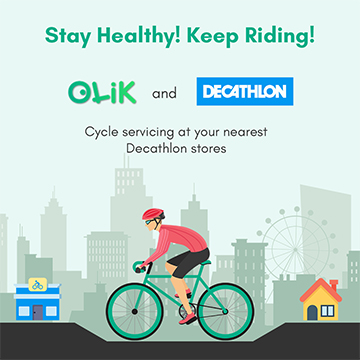 Stay Healthy! Keep Riding!
OLiK and DECATHLON
Cycle servicing at your nearest
Decathlon stores